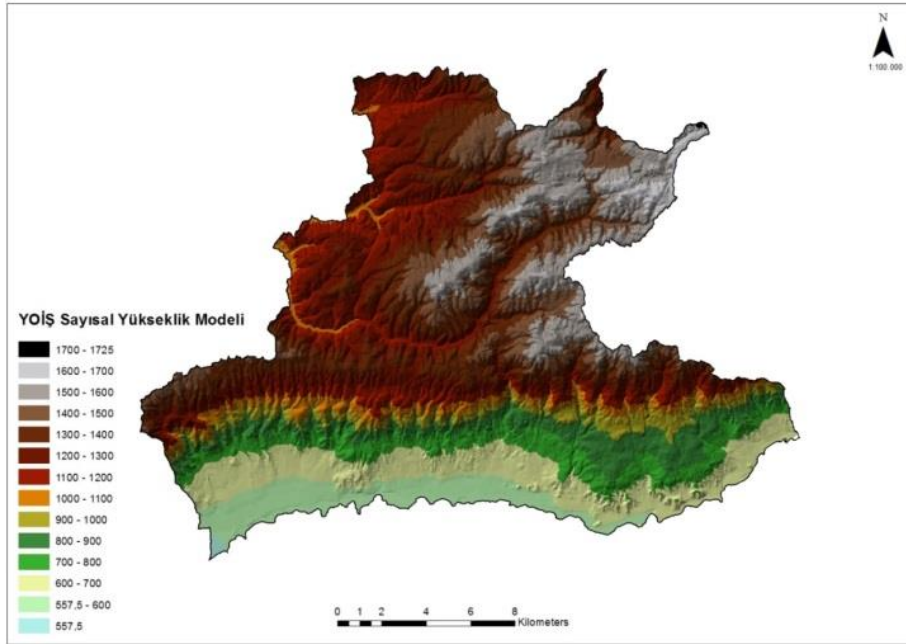 N
1:100.000
YOİŞ Sayısal Yükseklik Modeli
1700 - 1725
1600 - 1700
1500 - 1600
1400 - 1500
1300 - 1400
1200 - 1300
1100 - 1200
1000 - 1100
900 - 1000
800 - 900
700 - 800
600 - 700
557,5 - 600
557,5
0 1 2 4 6 8
Kilometers